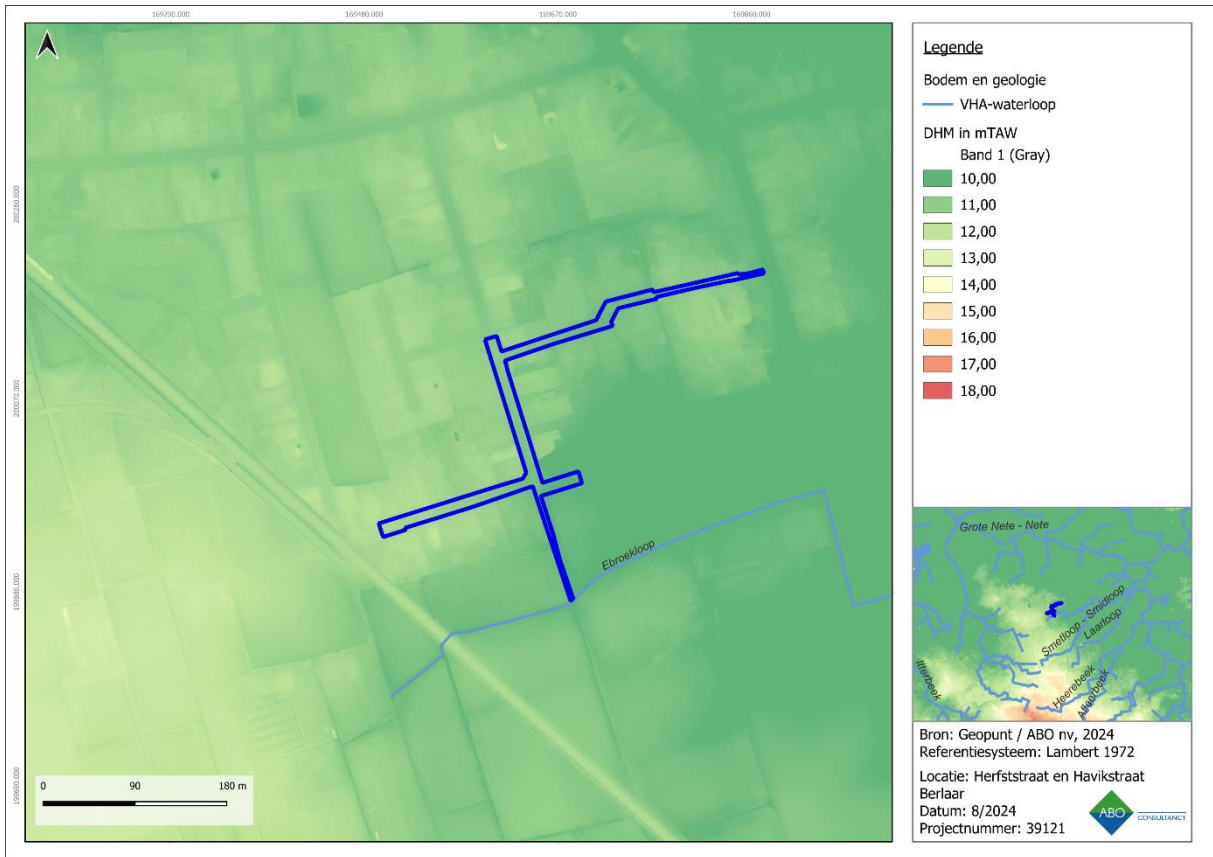 169290.000
169480.000
169670.000
169860.000
200260.000
200070.000
199880.000
199690.000
Ebroekloop
0 90 180 m
Legende
Bodem en geologie
VHA-waterloop
DHM in mTAW
Band 1 (Gray)
10,00
11,00
12,00
13,00
14,00
15,00
16,00
17,00
18,00
Grote Nete - Nete
Smetloop - Smidloop
Laarloop
Heerebeek
Itterbeek
Bron: Geopunt / ABO nv, 2024
Referentiesysteem: Lambert 1972
Locatie: Herfststraat en Havikstraat
Berlaar
Datum: 8/2024
Projectnummer: 39121
ABO
CONSULTANCY